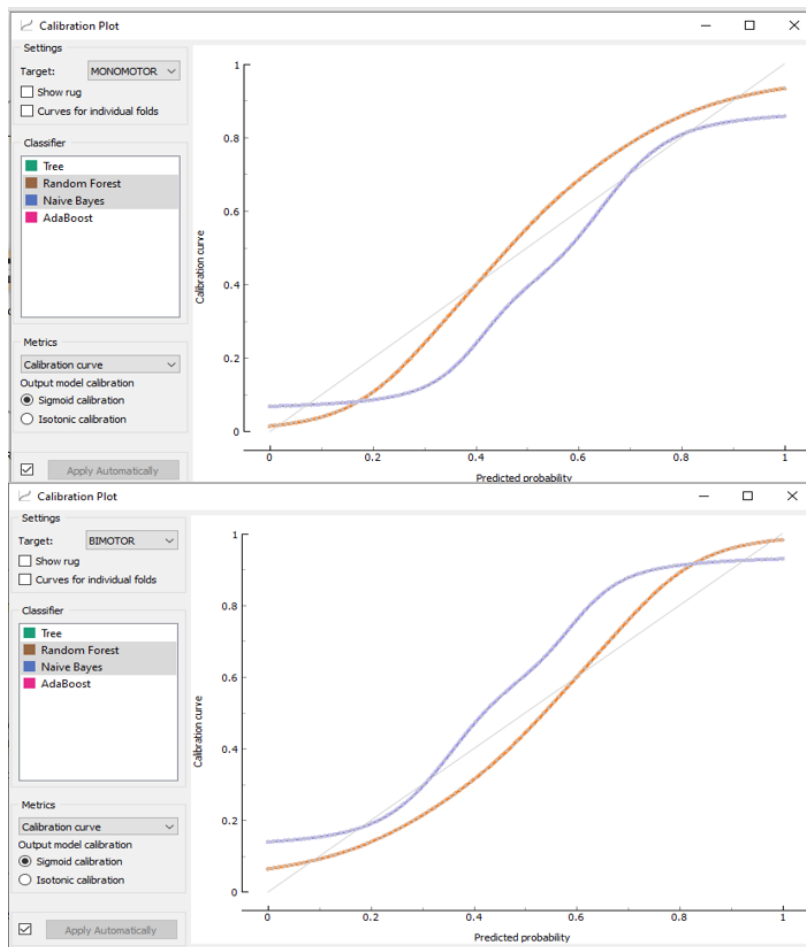 Calibration Plot
Settings
Target: MONOMOTOR
Show rug
Curves for individual folds
Classifier
Tree
Random Forest
Naive Bayes
AdaBoost
Metrics
Calibration curve
Output model calibration
Sigmoid calibration
Isotonic calibration
Apply Automatically
1
0.8
0.6
0.4
0.2
0
Calibration curve
0 0.2 0.4 0.6 0.8 1
Predicted probability
Calibration Plot
Settings
Target: BIMOTOR
Show rug
Curves for individual folds
Classifier
Tree
Random Forest
Naive Bayes
AdaBoost
Metrics
Calibration curve
Output model calibration
Sigmoid calibration
Isotonic calibration
Apply Automatically
1
0.8
0.6
0.4
0.2
0
Calibration curve
0 0.2 0.4 0.6 0.8 1
Predicted probability